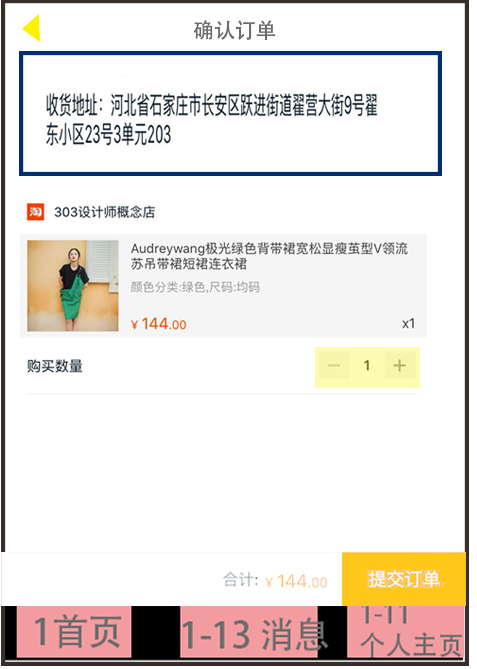 确认订单
收货地址：河北省石家庄市长安区跃进街道翟营大街9号翟
东小区23号3单元203
淘 303设计师概念店
Audreywang极光绿色背带裙宽松显瘦茧型V领流
苏吊带裙短裙连衣裙
颜色分类:绿色,尺码:均码
¥ 144.00 x1
购买数量 − 1 +
合计: ¥ 144.00 提交订单
1首页 1-13 消息 1-11
个人主页